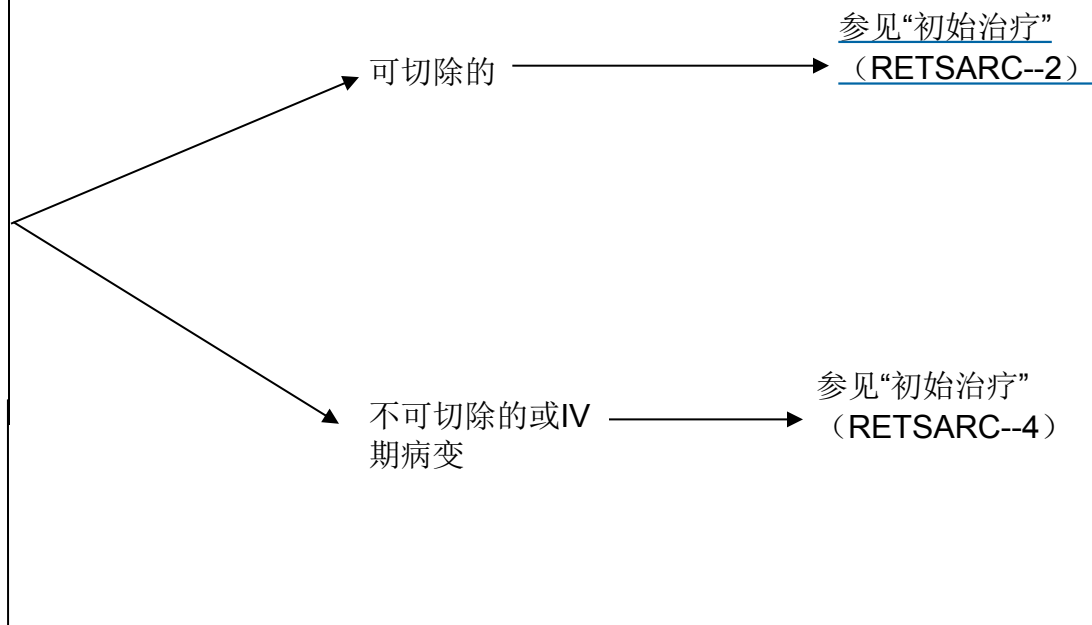 参见“初始治疗”
可切除的
（RETSARC--2）
参见“初始治疗”
不可切除的或IV
（RETSARC--4）
期病变